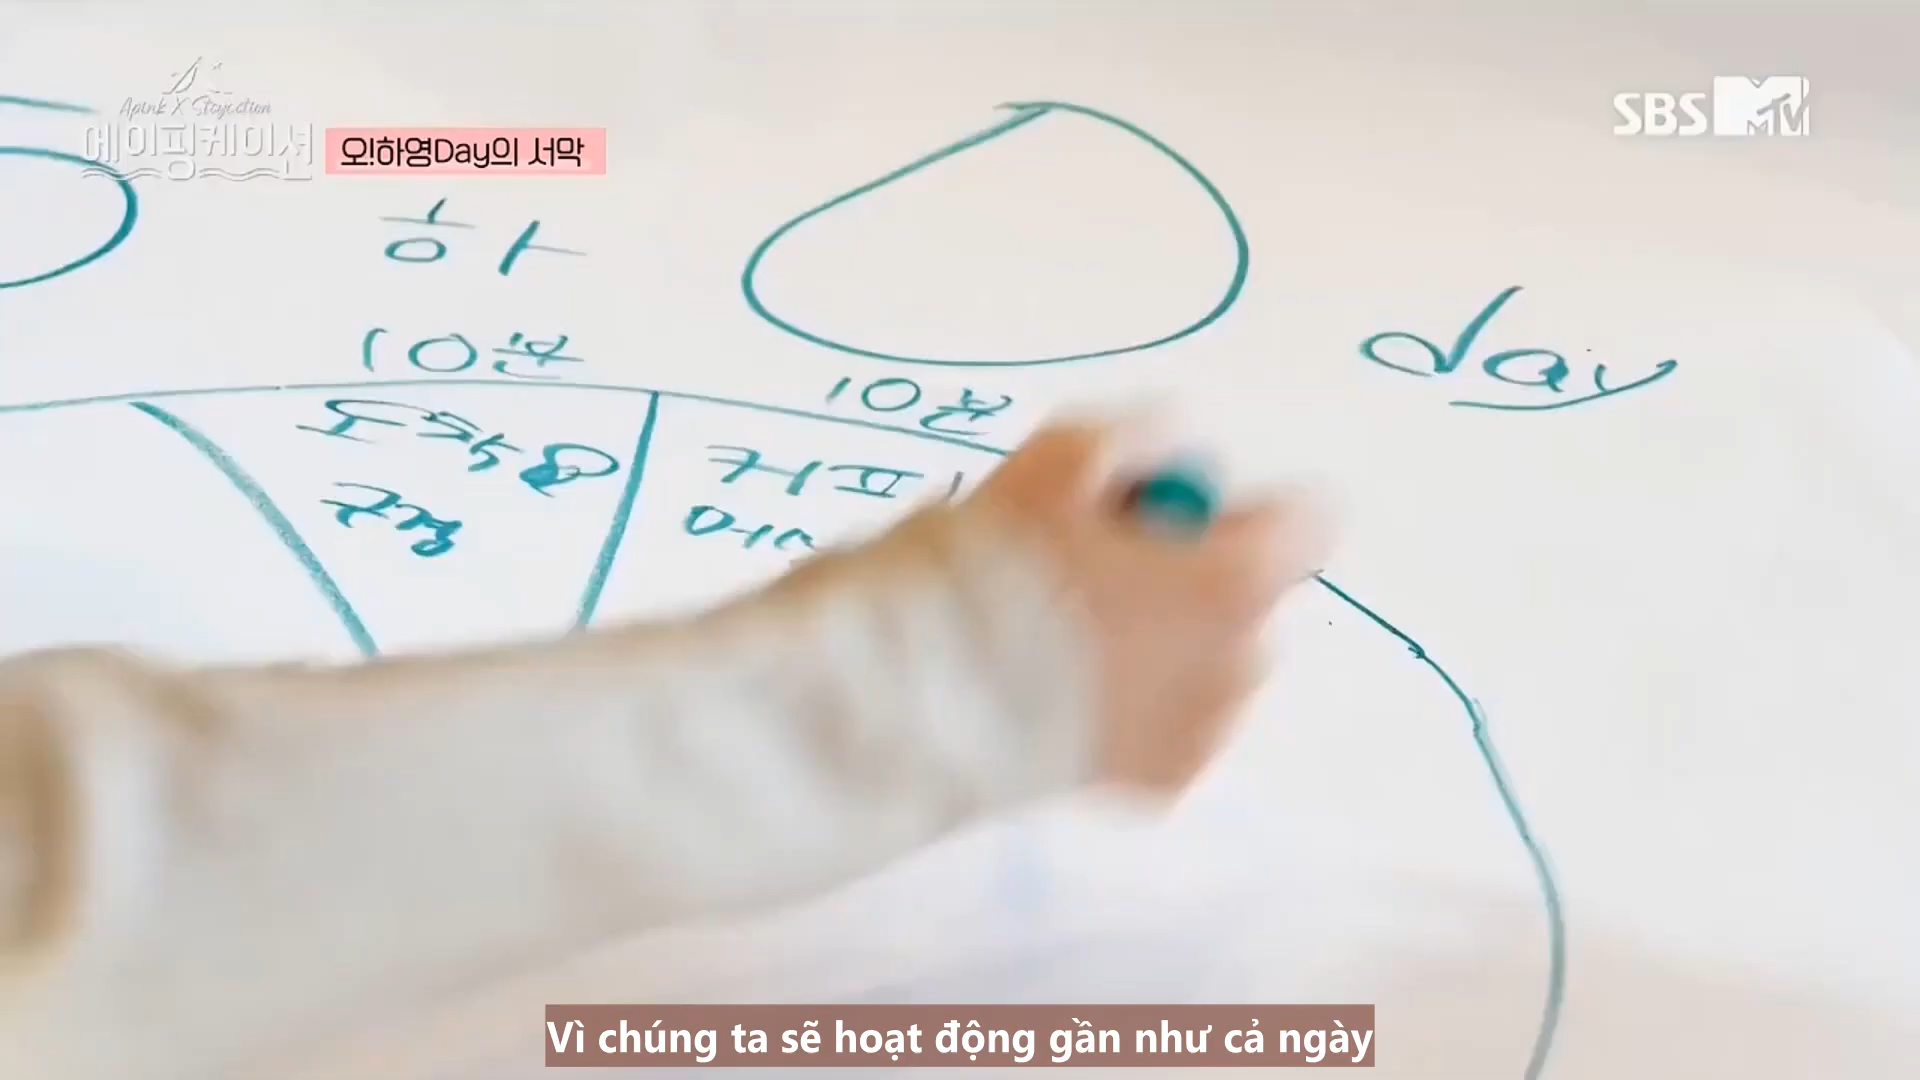 Apink X Staycation
에이핑케이션
오!하영Day의 서막
SBS MTV
하
day
10분
10분
커피
Vì chúng ta sẽ hoạt động gần như cả ngày